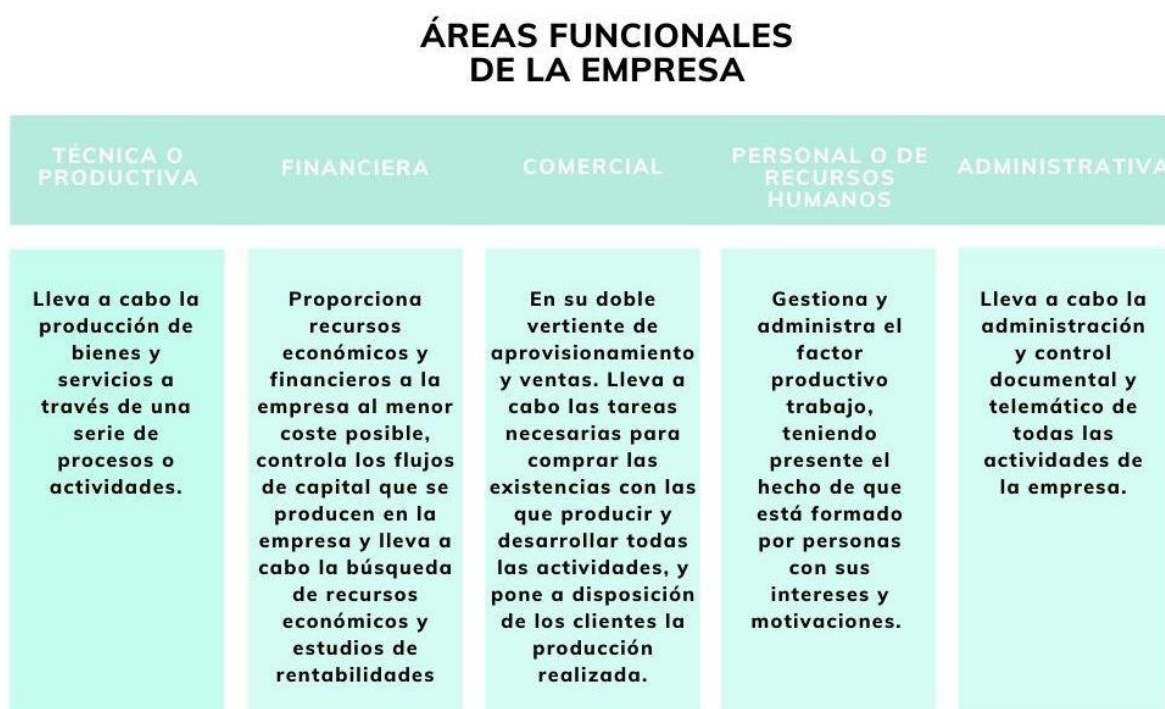 ÁREAS FUNCIONALES
DE LA EMPRESA
TÉCNICA O
PRODUCTIVA
FINANCIERA
COMERCIAL
PERSONAL O DE
RECURSOS
HUMANOS
ADMINISTRATIVA
Lleva a cabo la
producción de
bienes y
servicios a
través de una
serie de
procesos o
actividades.
Proporciona
recursos
económicos y
financieros a la
empresa al menor
coste posible,
controla los flujos
de capital que se
producen en la
empresa y lleva a
cabo la búsqueda
de recursos
económicos y
estudios de
rentabilidades
En su doble
vertiente de
aprovisionamiento
y ventas. Lleva a
cabo las tareas
necesarias para
comprar las
existencias con las
que producir y
desarrollar todas
las actividades, y
pone a disposición
de los clientes la
producción
realizada.
Gestiona y
administra el
factor
productivo
trabajo,
teniendo
presente el
hecho de que
está formado
por personas
con sus
intereses y
motivaciones.
Lleva a cabo la
administración
y control
documental y
telemático de
todas las
actividades de
la empresa.